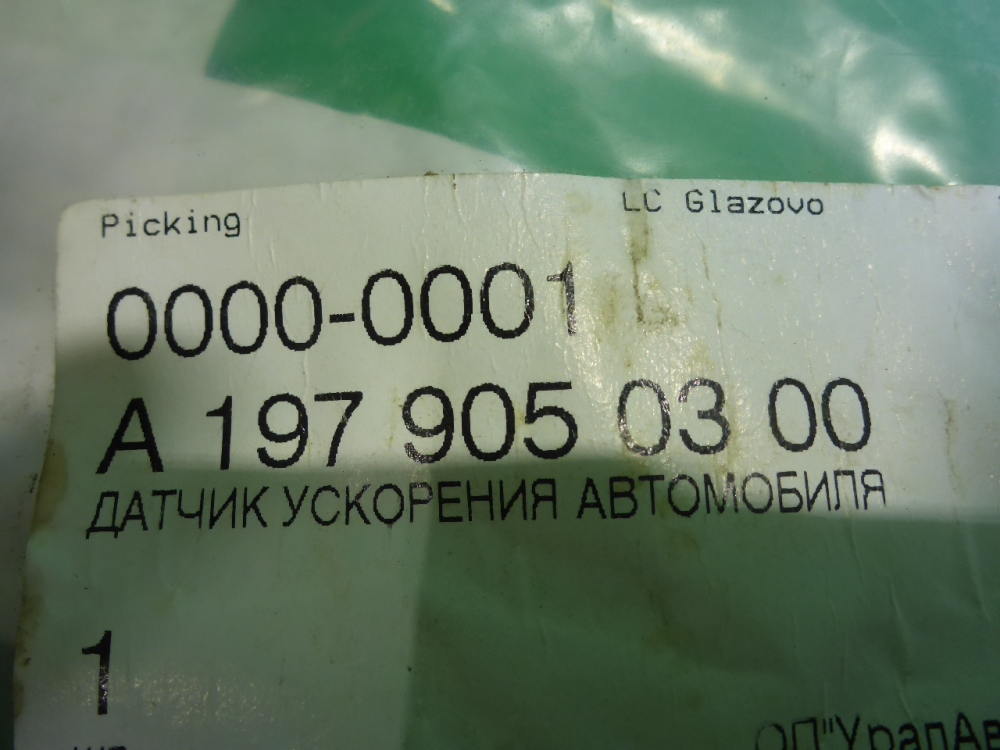 Picking LC Glazovo
0000-0001
A 197 905 03 00
ДАТЧИК УСКОРЕНИЯ АВТОМОБИЛЯ
1